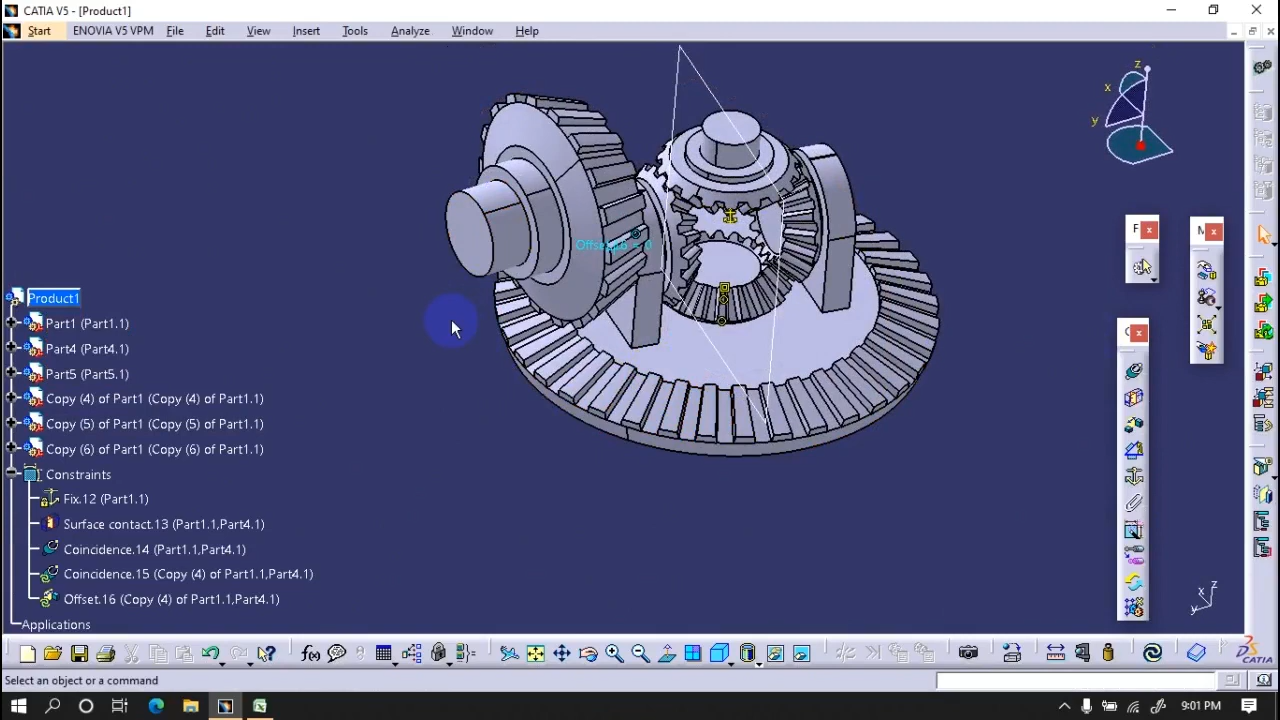 CATIA V5 - [Product1]
Start ENOVIA V5 VPM File Edit View Insert Tools Analyze Window Help
z
x
y
F x
M x
Offset.16 = 0
Product1
Part1 (Part1.1)
C x
Part4 (Part4.1)
Part5 (Part5.1)
Copy (4) of Part1 (Copy (4) of Part1.1)
Copy (5) of Part1 (Copy (5) of Part1.1)
Copy (6) of Part1 (Copy (6) of Part1.1)
Constraints
Fix.12 (Part1.1)
Surface contact.13 (Part1.1,Part4.1)
Coincidence.14 (Part1.1,Part4.1)
Coincidence.15 (Copy (4) of Part1.1,Part4.1)
Offset.16 (Copy (4) of Part1.1,Part4.1)
z
x
y
Applications
f(x)
CATIA
Select an object or a command
9:01 PM